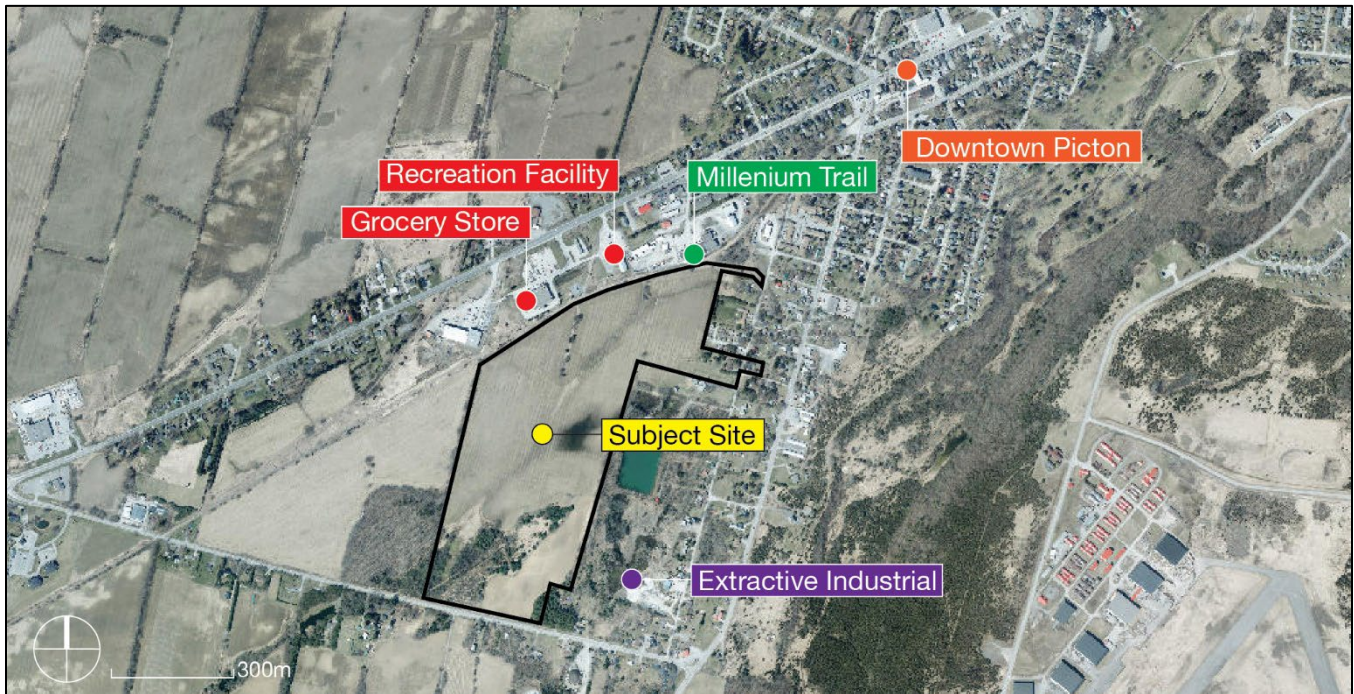 Downtown Picton
Recreation Facility
Millenium Trail
Grocery Store
Subject Site
Extractive Industrial
300m